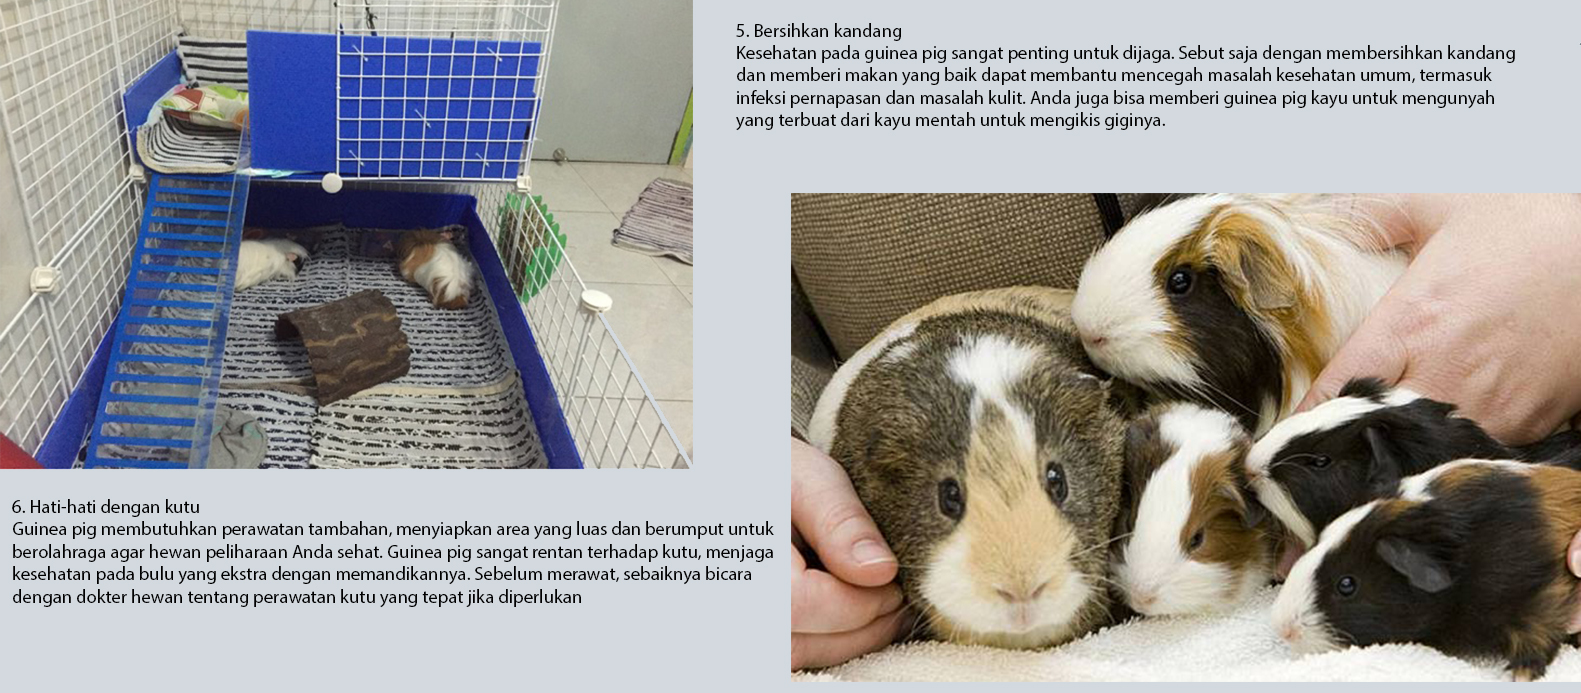 5. Bersihkan kandang
Kesehatan pada guinea pig sangat penting untuk dijaga. Sebut saja dengan membersihkan kandang
dan memberi makan yang baik dapat membantu mencegah masalah kesehatan umum, termasuk
infeksi pernapasan dan masalah kulit. Anda juga bisa memberi guinea pig kayu untuk mengunyah
yang terbuat dari kayu mentah untuk mengikis giginya.
6. Hati-hati dengan kutu
Guinea pig membutuhkan perawatan tambahan, menyiapkan area yang luas dan berumput untuk
berolahraga agar hewan peliharaan Anda sehat. Guinea pig sangat rentan terhadap kutu, menjaga
kesehatan pada bulu yang ekstra dengan memandikannya. Sebelum merawat, sebaiknya bicara
dengan dokter hewan tentang perawatan kutu yang tepat jika diperlukan